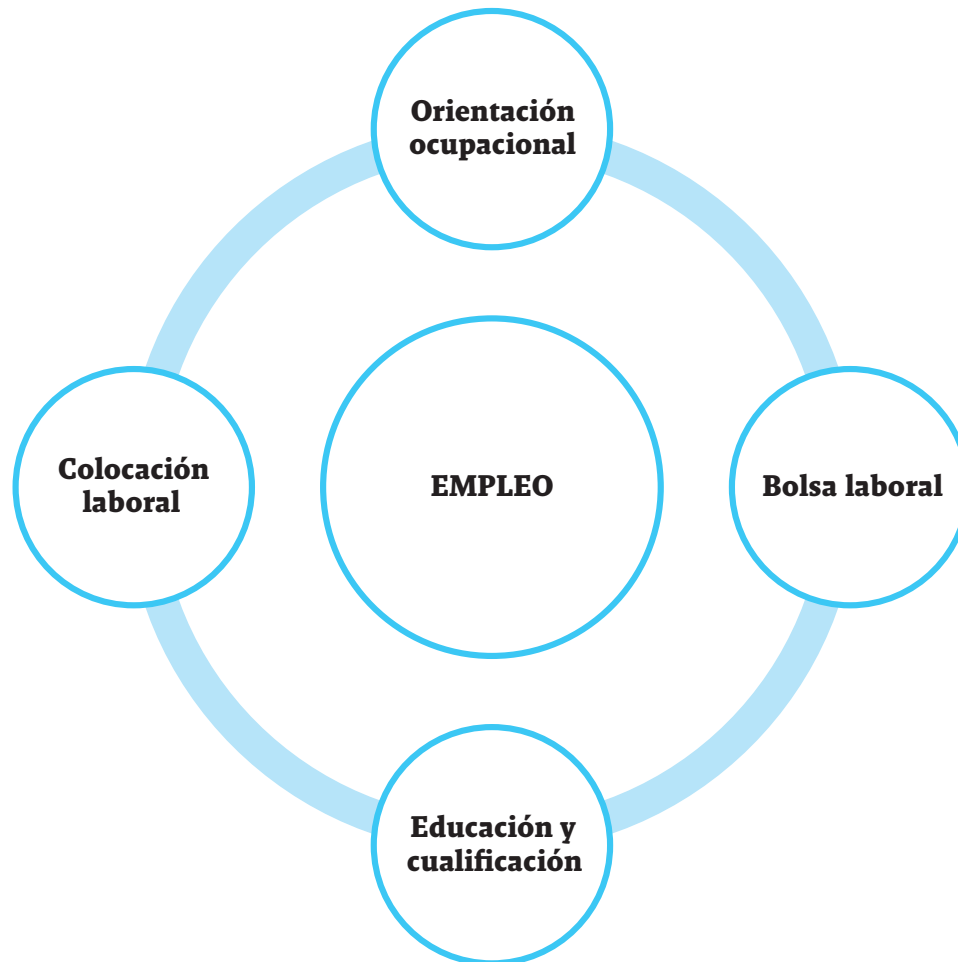 Orientación
ocupacional
Colocación
laboral
EMPLEO
Bolsa laboral
Educación y
cualificación